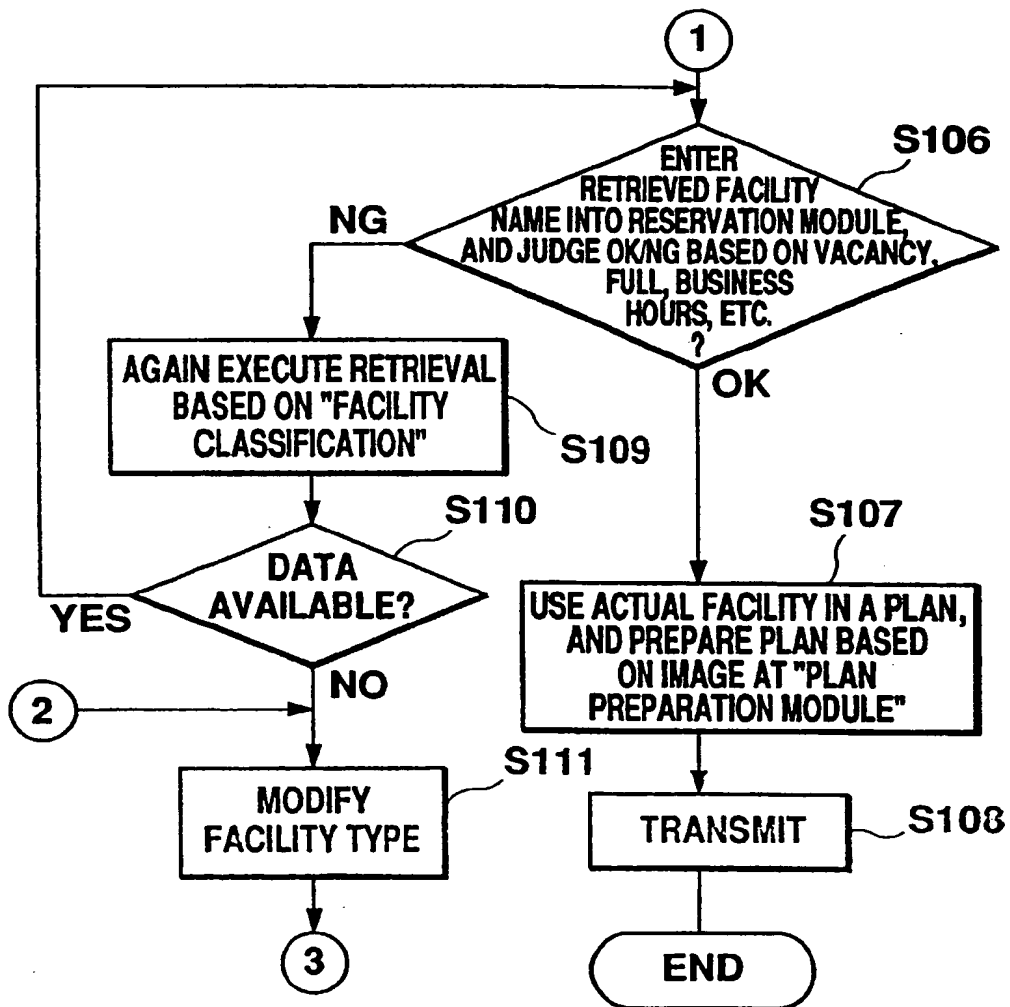 1
S106
ENTER
RETRIEVED FACILITY
NAME INTO RESERVATION MODULE,
AND JUDGE OK/NG BASED ON VACANCY,
FULL, BUSINESS
HOURS, ETC.
?
NG
OK
AGAIN EXECUTE RETRIEVAL
BASED ON "FACILITY
CLASSIFICATION"
S109
S110
DATA
AVAILABLE?
YES
NO
S107
USE ACTUAL FACILITY IN A PLAN,
AND PREPARE PLAN BASED
ON IMAGE AT "PLAN
PREPARATION MODULE"
2
S111
MODIFY
FACILITY TYPE
TRANSMIT
S108
3
END